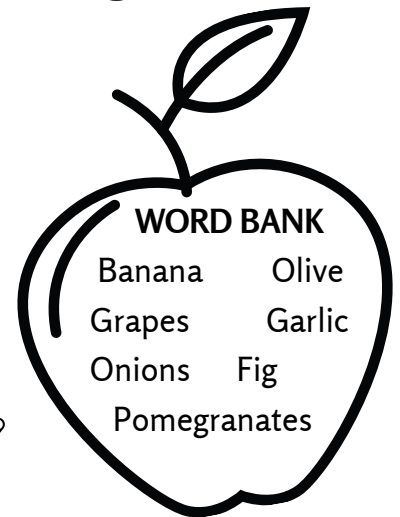 WORD BANK
Banana Olive
Grapes Garlic
Onions Fig
Pomegranates